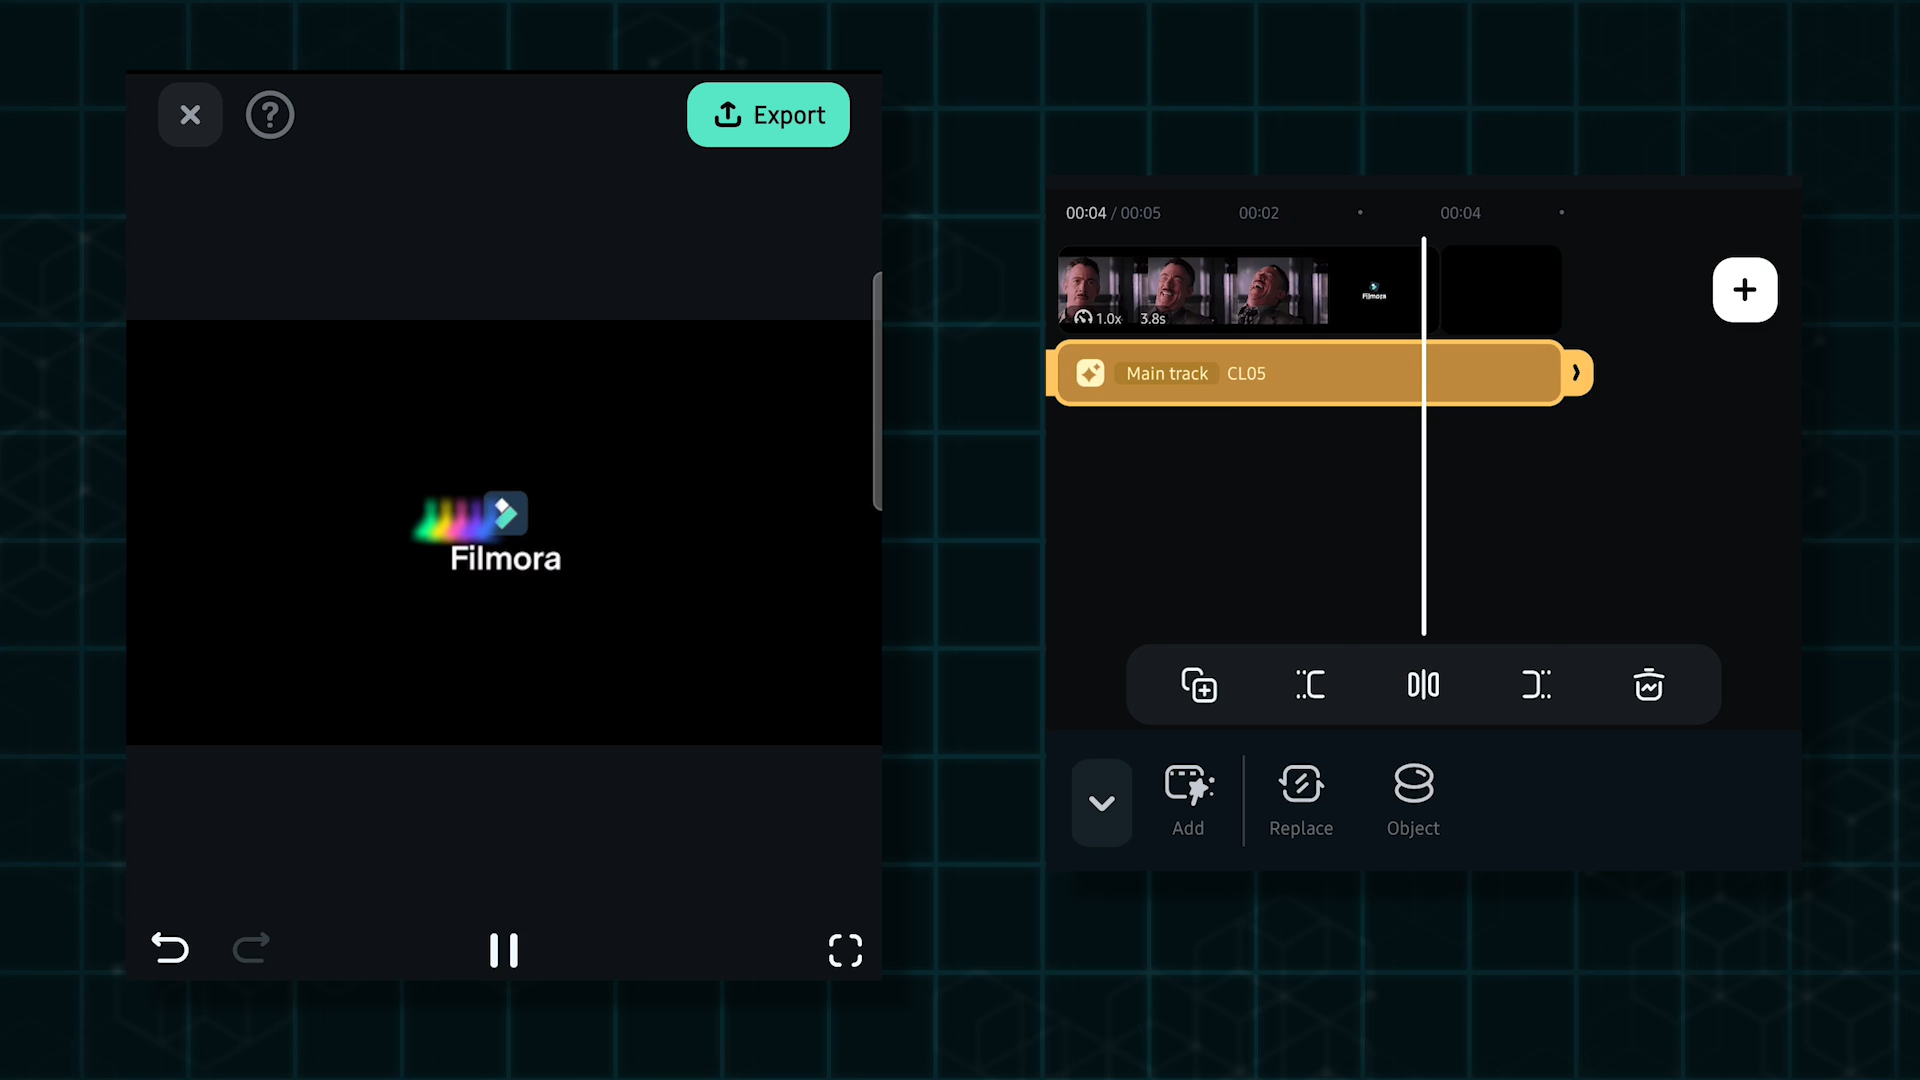 Export
Filmora
00:04 / 00:05
00:02
00:04
1.0x
3.8s
Filmora
Main track
CL05
Add
Replace
Object